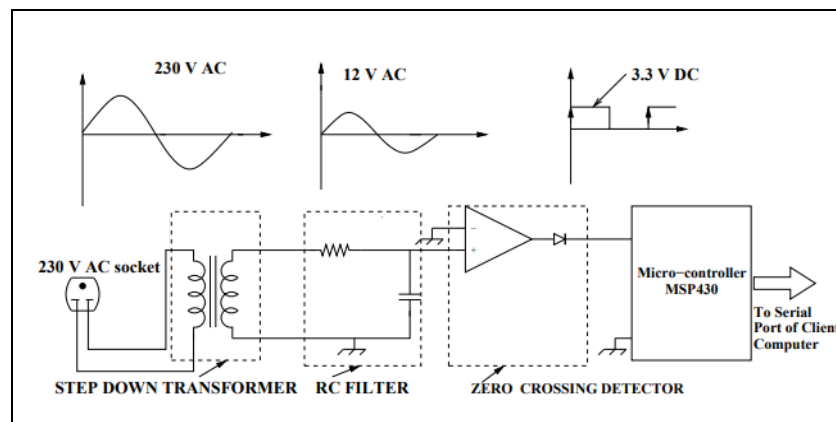 230 V AC
12 V AC
3.3 V DC
230 V AC socket
−
+
Micro−controller
MSP430
To Serial
Port of Client
Computer
STEP DOWN TRANSFORMER
RC FILTER
ZERO CROSSING DETECTOR